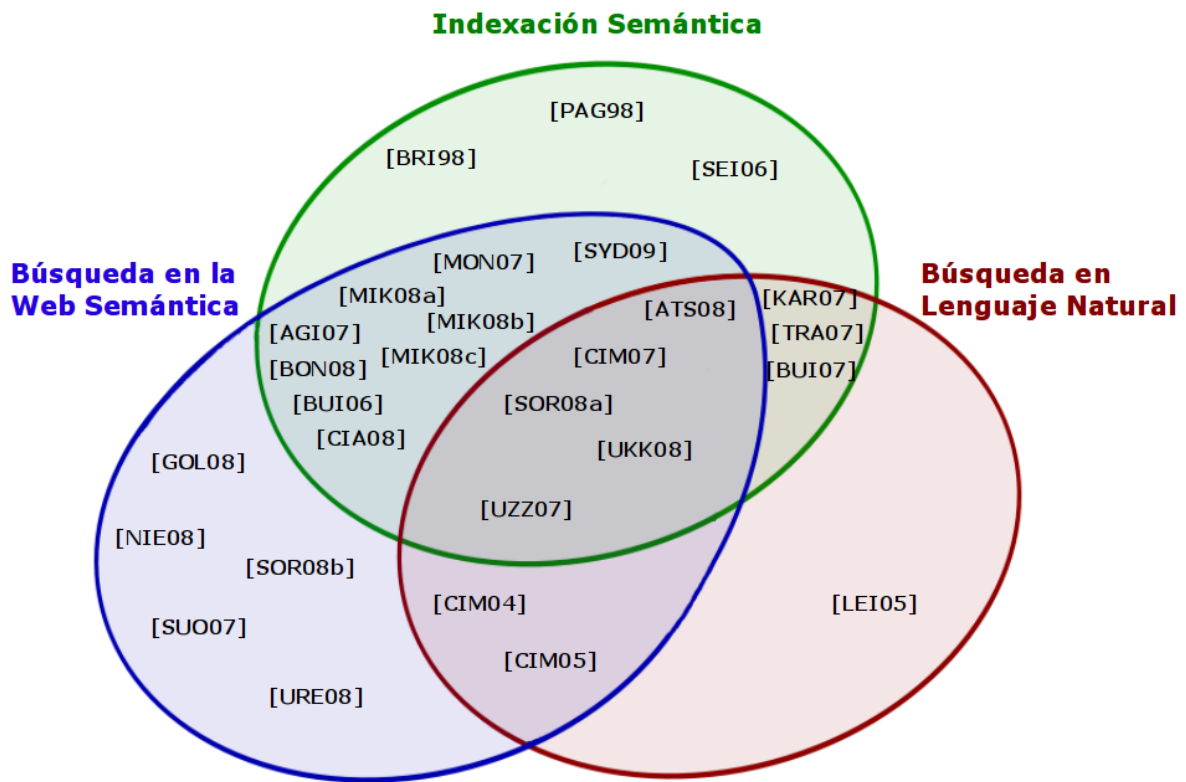 Indexación Semántica
[PAG98]
[BRI98]
[SEI06]
Búsqueda en la
Web Semántica
Búsqueda en
Lenguaje Natural
[MON07]
[SYD09]
[MIK08a]
[MIK08b]
[AGI07]
[MIK08c]
[BON08]
[BUI06]
[CIA08]
[ATS08]
[KAR07]
[TRA07]
[BUI07]
[CIM07]
[SOR08a]
[UKK08]
[UZZ07]
[GOL08]
[NIE08]
[SOR08b]
[SUO07]
[URE08]
[CIM04]
[CIM05]
[LEI05]